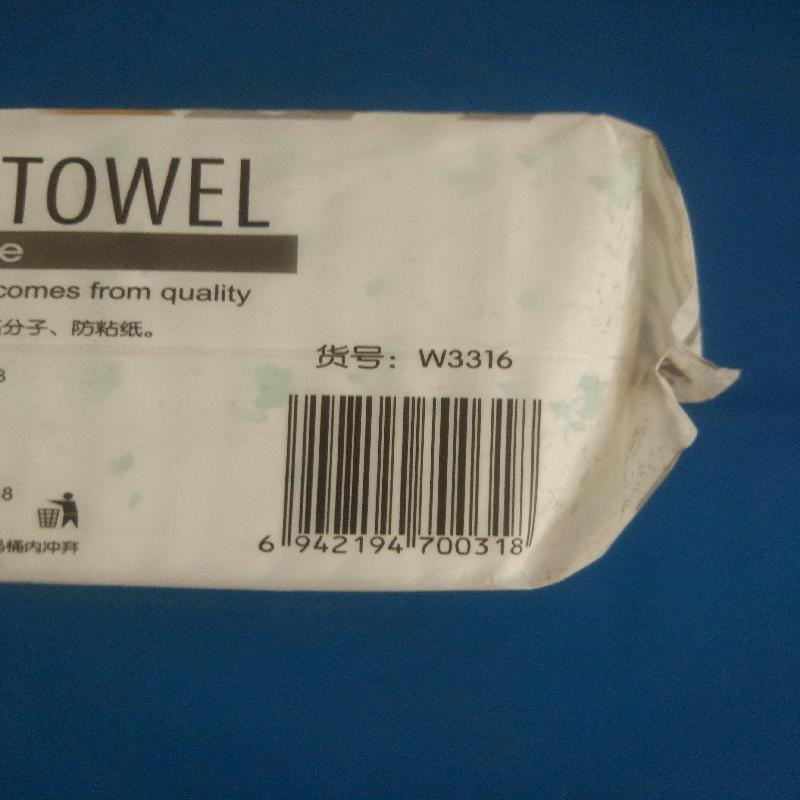 TOWEL
e
comes from quality
分子、防粘纸。
货号：W3316
8
桶内冲弃
6 942194 700318